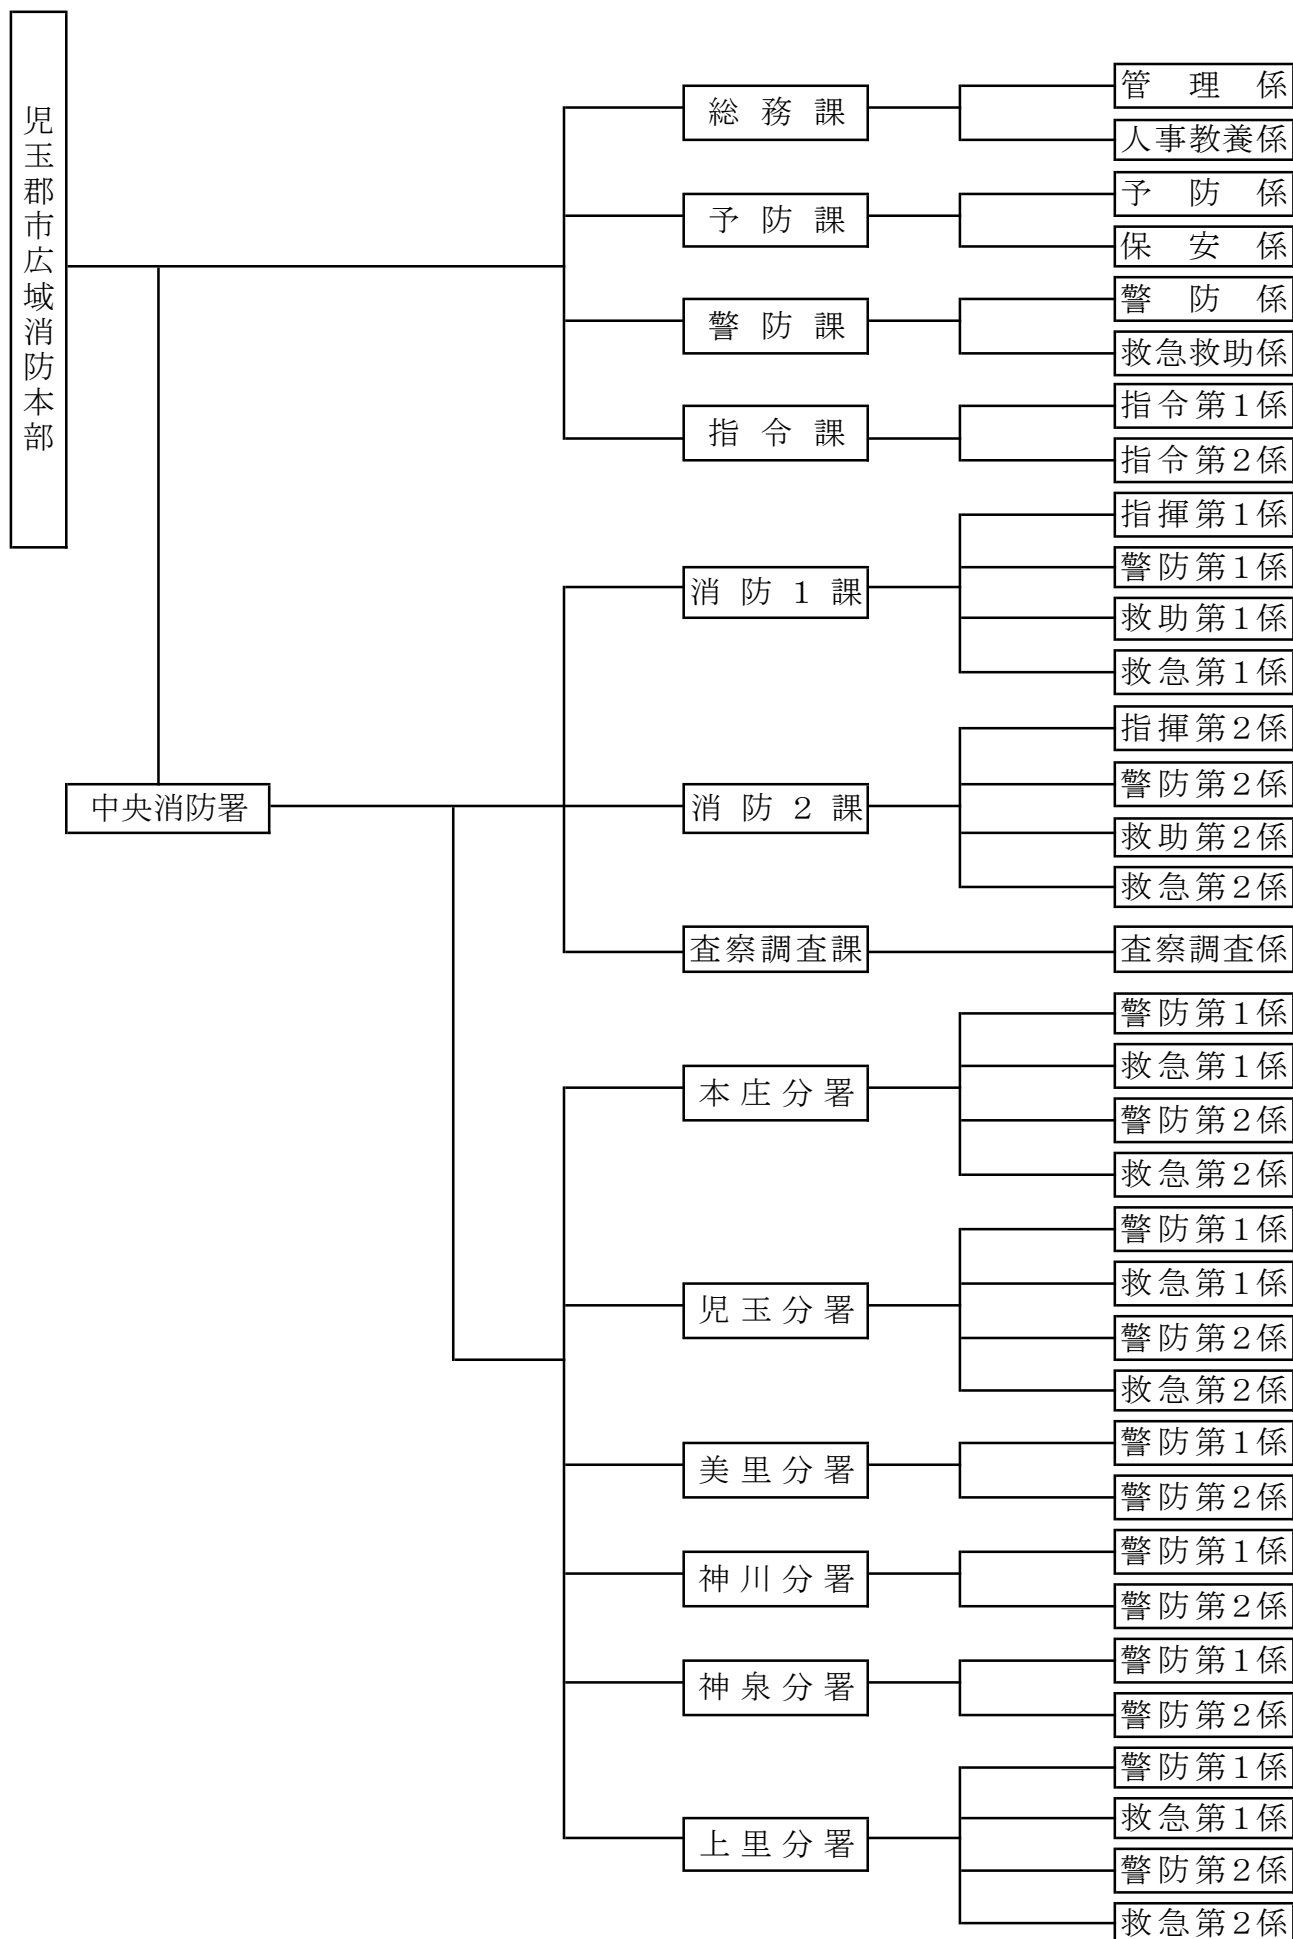 児玉郡市広域消防本部
総務課
管理係
人事教養係
予防課
予防係
保安係
警防課
警防係
救急救助係
指令課
指令第1係
指令第2係
中央消防署
消防1課
指揮第1係
警防第1係
救助第1係
救急第1係
消防2課
指揮第2係
警防第2係
救助第2係
救急第2係
査察調査課
査察調査係
本庄分署
警防第1係
救急第1係
警防第2係
救急第2係
児玉分署
警防第1係
救急第1係
警防第2係
救急第2係
美里分署
警防第1係
警防第2係
神川分署
警防第1係
警防第2係
神泉分署
警防第1係
警防第2係
上里分署
警防第1係
救急第1係
警防第2係
救急第2係